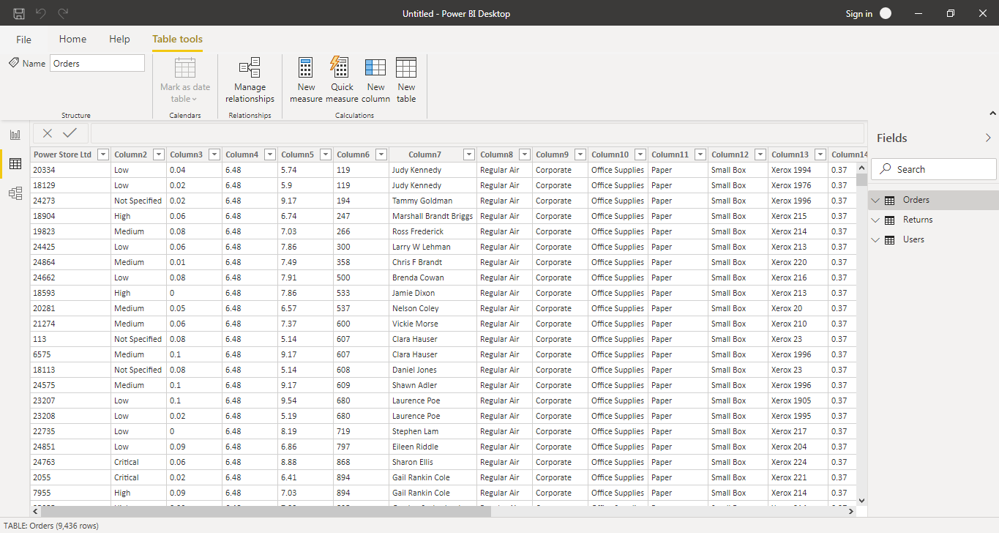 Untitled - Power BI Desktop
Sign in
File Home Help Table tools
Name Orders
Mark as date table
Manage relationships
New measure
Quick measure
New column
New table
Structure Calendars Relationships Calculations
Fields
Search
Orders
Returns
Users
Power Store Ltd Column2 Column3 Column4 Column5 Column6 Column7 Column8 Column9 Column10 Column11 Column12 Column13 Column14
20334 Low 0.04 6.48 5.74 119 Judy Kennedy Regular Air Corporate Office Supplies Paper Small Box Xerox 1994 0.37
18129 Low 0.02 6.48 5.9 119 Judy Kennedy Regular Air Corporate Office Supplies Paper Small Box Xerox 1976 0.37
24273 Not Specified 0.02 6.48 9.17 194 Tammy Goldman Regular Air Corporate Office Supplies Paper Small Box Xerox 1996 0.37
18904 High 0.06 6.48 6.74 247 Marshall Brandt Briggs Regular Air Corporate Office Supplies Paper Small Box Xerox 215 0.37
19823 Medium 0.08 6.48 7.03 266 Ross Frederick Regular Air Corporate Office Supplies Paper Small Box Xerox 214 0.37
24425 Low 0.06 6.48 7.86 300 Larry W Lehman Regular Air Corporate Office Supplies Paper Small Box Xerox 213 0.37
24864 Medium 0.01 6.48 7.49 358 Chris F Brandt Regular Air Corporate Office Supplies Paper Small Box Xerox 220 0.37
24662 Low 0.08 6.48 7.91 500 Brenda Cowan Regular Air Corporate Office Supplies Paper Small Box Xerox 216 0.37
18593 High 0 6.48 7.86 533 Jamie Dixon Regular Air Corporate Office Supplies Paper Small Box Xerox 213 0.37
20281 Medium 0.05 6.48 6.57 537 Nelson Coley Regular Air Corporate Office Supplies Paper Small Box Xerox 20 0.37
21274 Medium 0.06 6.48 7.37 600 Vickie Morse Regular Air Corporate Office Supplies Paper Small Box Xerox 210 0.37
113 Not Specified 0.08 6.48 5.14 607 Clara Hauser Regular Air Corporate Office Supplies Paper Small Box Xerox 23 0.37
6575 Medium 0.1 6.48 9.17 607 Clara Hauser Regular Air Corporate Office Supplies Paper Small Box Xerox 1996 0.37
18113 Not Specified 0.08 6.48 5.14 608 Daniel Jones Regular Air Corporate Office Supplies Paper Small Box Xerox 23 0.37
24575 Medium 0.1 6.48 9.17 609 Shawn Adler Regular Air Corporate Office Supplies Paper Small Box Xerox 1996 0.37
23207 Low 0.1 6.48 9.54 680 Laurence Poe Regular Air Corporate Office Supplies Paper Small Box Xerox 1905 0.37
23208 Low 0.02 6.48 5.19 680 Laurence Poe Regular Air Corporate Office Supplies Paper Small Box Xerox 1995 0.37
22735 Low 0 6.48 8.19 719 Stephen Lam Regular Air Corporate Office Supplies Paper Small Box Xerox 217 0.37
24851 Low 0.09 6.48 6.86 797 Eileen Riddle Regular Air Corporate Office Supplies Paper Small Box Xerox 204 0.37
24763 Critical 0.06 6.48 8.88 868 Sharon Ellis Regular Air Corporate Office Supplies Paper Small Box Xerox 224 0.37
2055 Critical 0.02 6.48 6.41 894 Gail Rankin Cole Regular Air Corporate Office Supplies Paper Small Box Xerox 221 0.37
7955 High 0.09 6.48 7.03 894 Gail Rankin Cole Regular Air Corporate Office Supplies Paper Small Box Xerox 214 0.37
TABLE: Orders (9,436 rows)